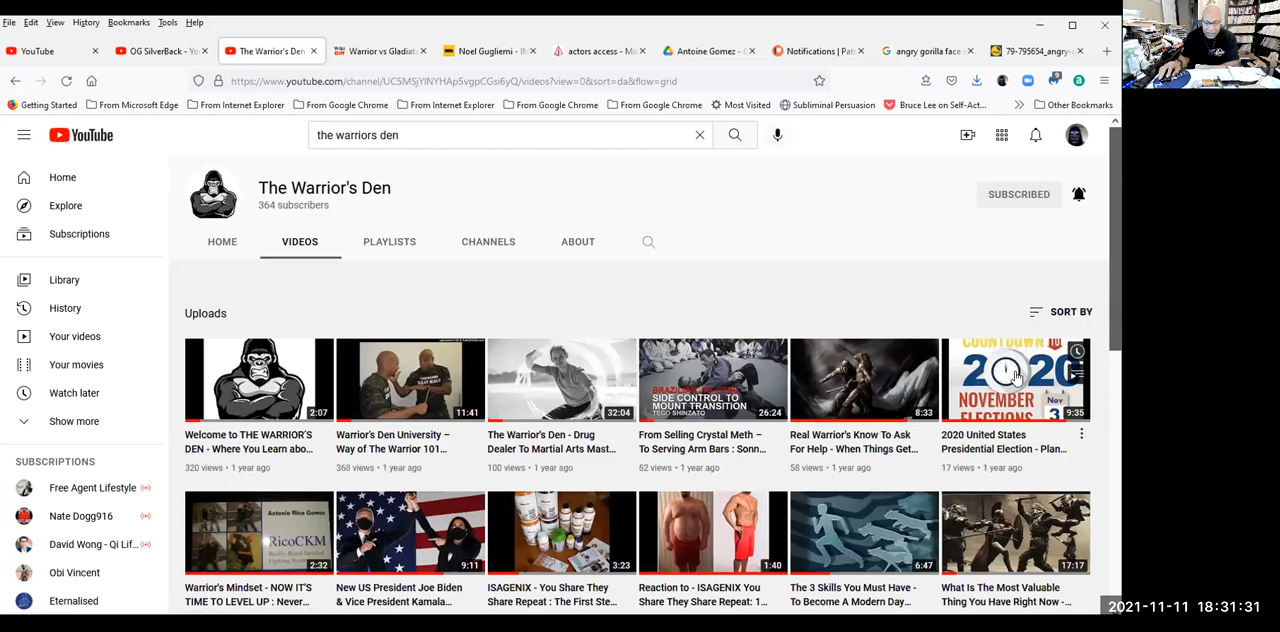 File Edit View History Bookmarks Tools Help
YouTube
OG SilverBack - Yo
The Warrior's Den
Warrior vs Gladiat
Noel Gugliemi - IM
actors access - Ma
Antoine Gomez - G
Notifications | Pat
angry gorilla face
79-795654_angry-g
https://www.youtube.com/channel/UC5MSjYlNYHAp5vgpCGsi6yQ/videos?view=0&sort=da&flow=grid
9
Getting Started From Microsoft Edge From Internet Explorer From Google Chrome From Internet Explorer From Google Chrome From Google Chrome Most Visited Subliminal Persuasion Bruce Lee on Self-Act... Other Bookmarks
YouTube
the warriors den
Home
Explore
Subscriptions
Library
History
Your videos
Your movies
Watch later
Show more
SUBSCRIPTIONS
Free Agent Lifestyle
Nate Dogg916
David Wong - Qi Lif...
Obi Vincent
Eternalised
The Warrior's Den
364 subscribers
SUBSCRIBED
HOME VIDEOS PLAYLISTS CHANNELS ABOUT
Uploads
SORT BY
2:07
Welcome to THE WARRIOR'S
DEN - Where You Learn abo...
320 views • 1 year ago
11:41
Warrior's Den University –
Way of The Warrior 101...
368 views • 1 year ago
32:04
The Warrior's Den - Drug
Dealer To Martial Arts Mast...
100 views • 1 year ago
BRAZILIAN
SIDE CONTROL TO
MOUNT TRANSITION
TEGO SHINZATO
26:24
From Selling Crystal Meth –
To Serving Arm Bars : Sonn...
62 views • 1 year ago
8:33
Real Warrior's Know To Ask
For Help - When Things Get...
58 views • 1 year ago
COUNTDOWN
2020
NOVEMBER
ELECTIONS
Nov
3
9:35
2020 United States
Presidential Election - Plan...
17 views • 1 year ago
Antonio Rico Gomez
RicoCKM
2:32
Warrior's Mindset - NOW IT'S
TIME TO LEVEL UP : Never...
9:11
New US President Joe Biden
& Vice President Kamala...
3:23
ISAGENIX - You Share They
Share Repeat : The First Ste...
1:40
Reaction to - ISAGENIX You
Share They Share Repeat: 1...
6:47
The 3 Skills You Must Have -
To Become A Modern Day...
17:17
What Is The Most Valuable
Thing You Have Right Now -...
2021-11-11 18:31:31